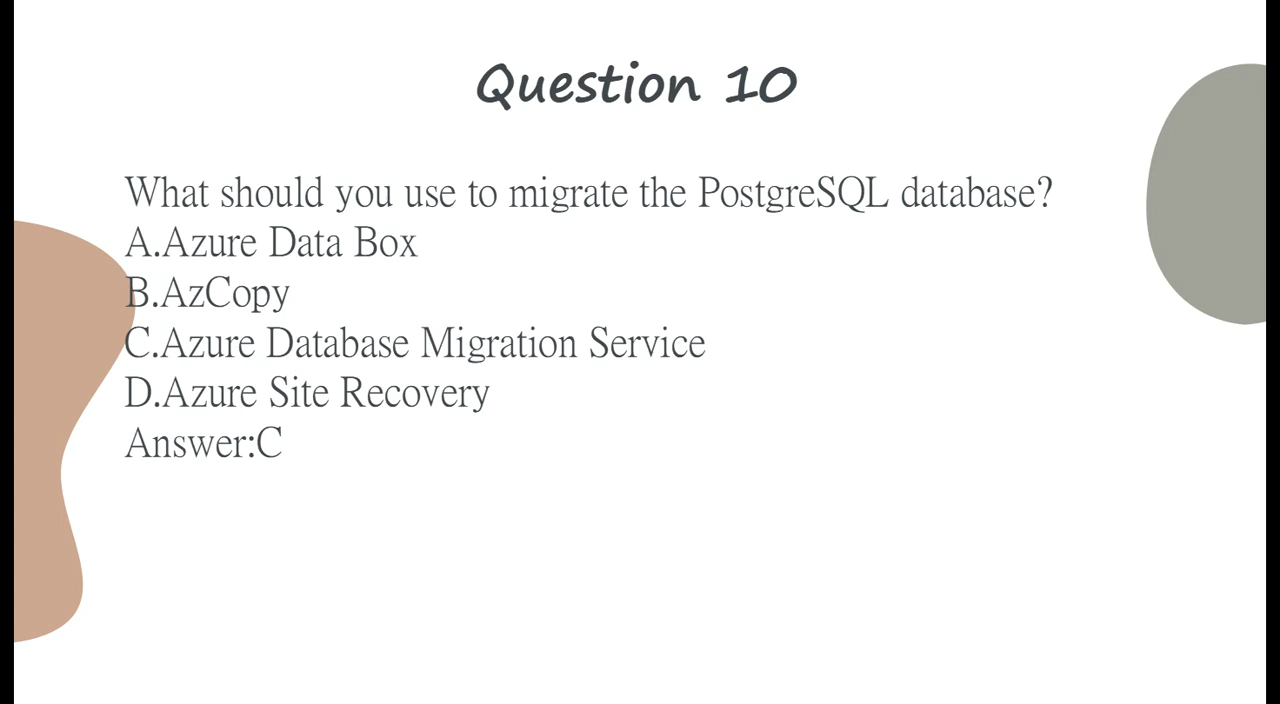 Question 10
What should you use to migrate the PostgreSQL database?
A.Azure Data Box
B.AzCopy
C.Azure Database Migration Service
D.Azure Site Recovery
Answer:C